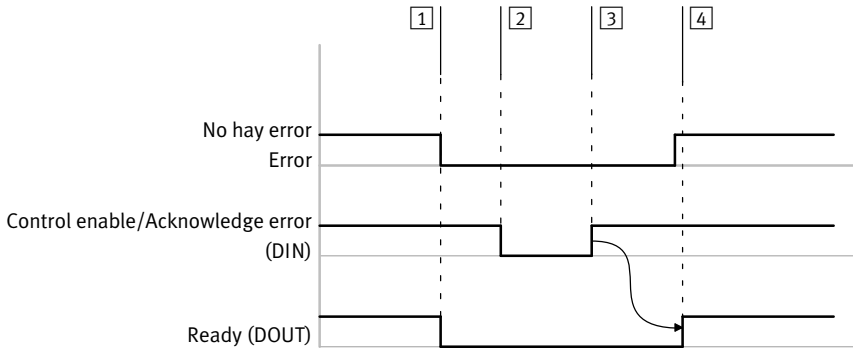 1 2 3 4
No hay error
Error
Control enable/Acknowledge error
(DIN)
Ready (DOUT)